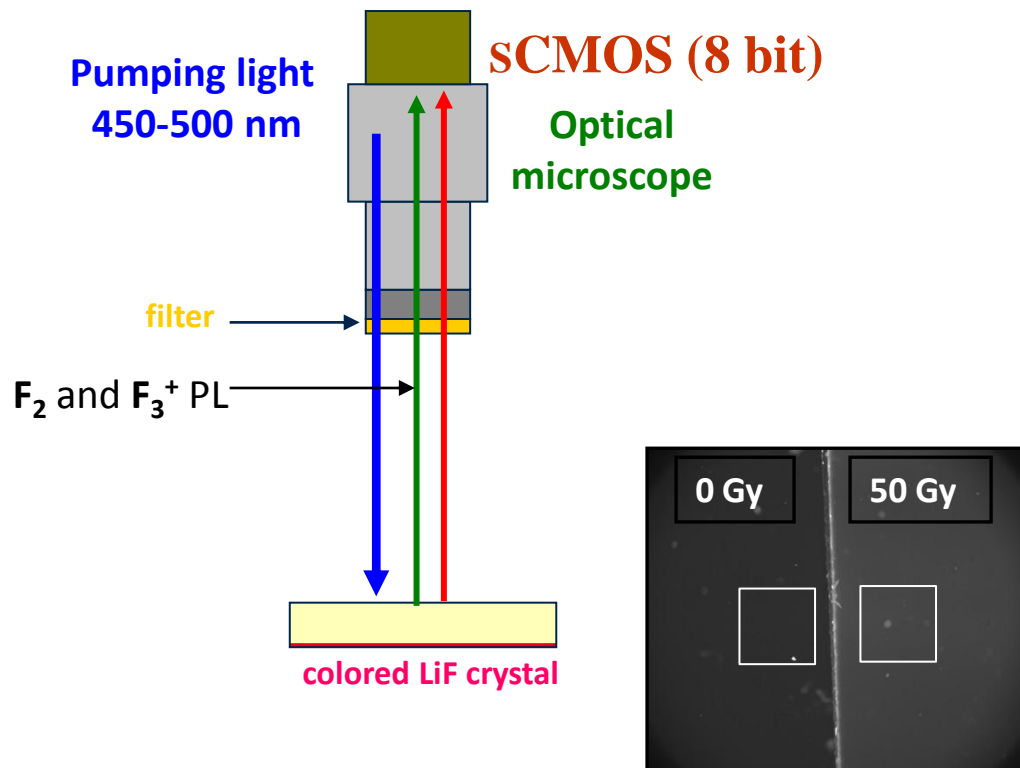 sCMOS (8 bit)
Pumping light
450-500 nm
Optical
microscope
filter
F₂ and F₃⁺ PL
0 Gy
50 Gy
colored LiF crystal